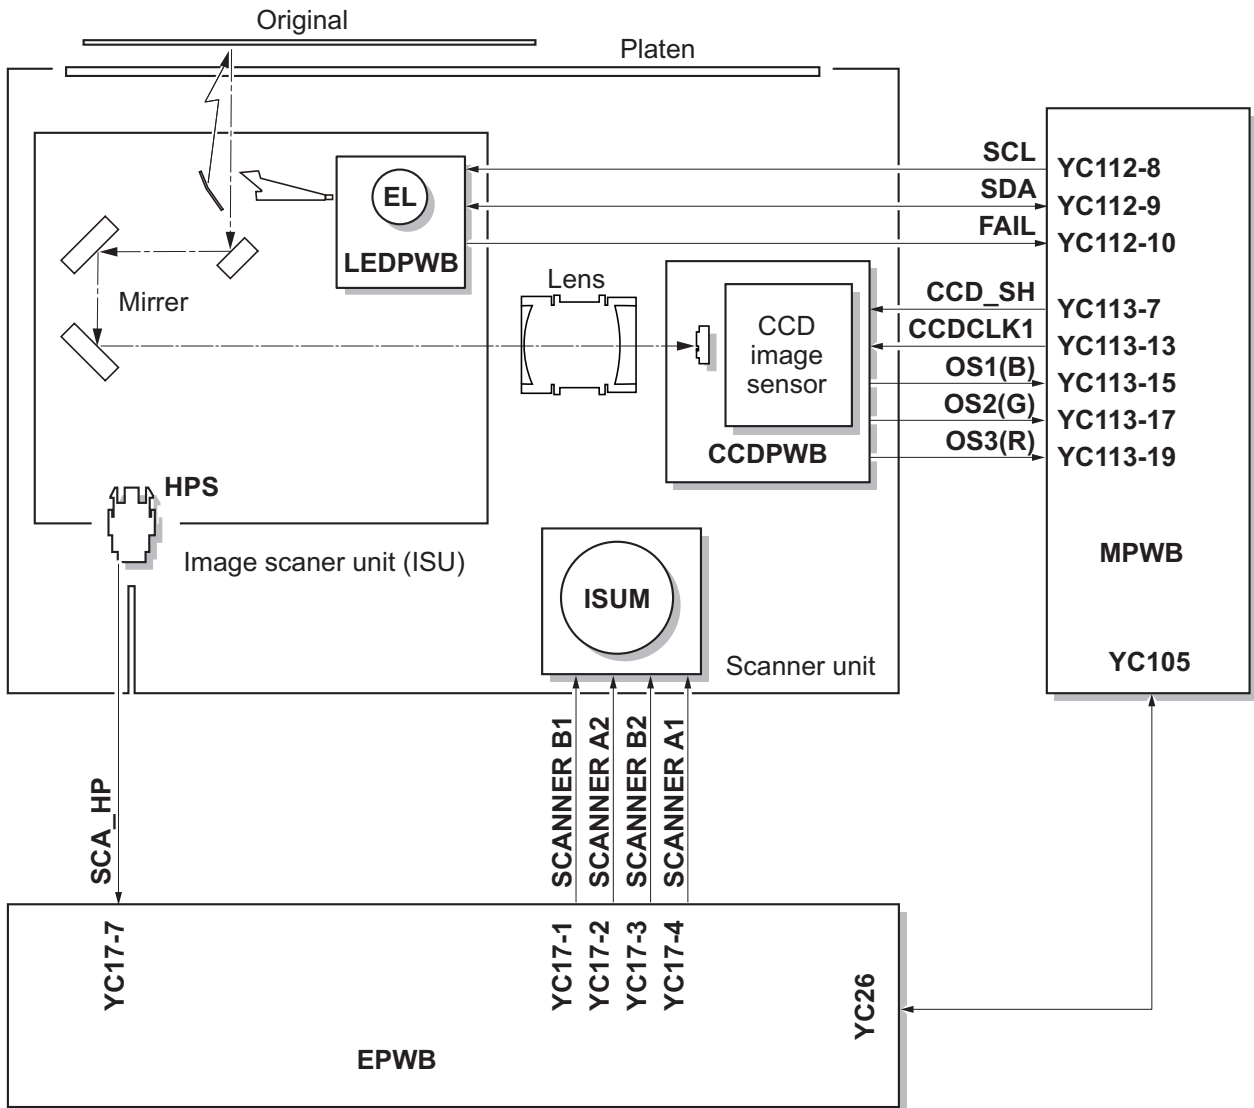 Original
Platen
SCL
YC112-8
SDA
YC112-9
FAIL
YC112-10
EL
LEDPWB
Mirrer
Lens
CCD_SH
YC113-7
CCDCLK1
YC113-13
OS1(B)
YC113-15
OS2(G)
YC113-17
OS3(R)
YC113-19
CCD
image
sensor
CCDPWB
HPS
Image scaner unit (ISU)
ISUM
Scanner unit
MPWB
YC105
SCA_HP
SCANNER B1
SCANNER A2
SCANNER B2
SCANNER A1
YC17-7
YC17-1
YC17-2
YC17-3
YC17-4
YC26
EPWB